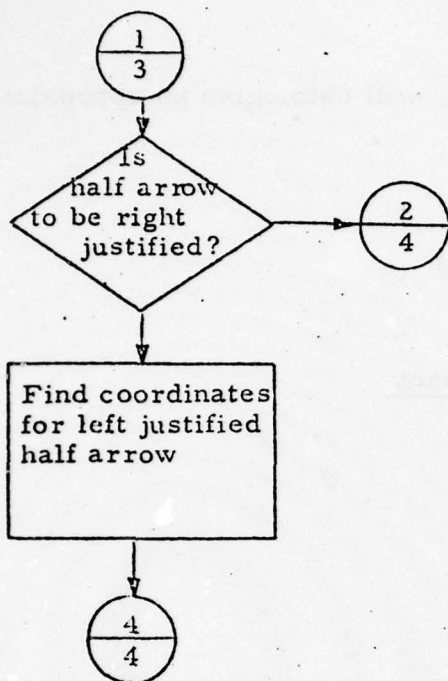 1
3
Is
half arrow
to be right
justified?
2
4
Find coordinates
for left justified
half arrow
4
4